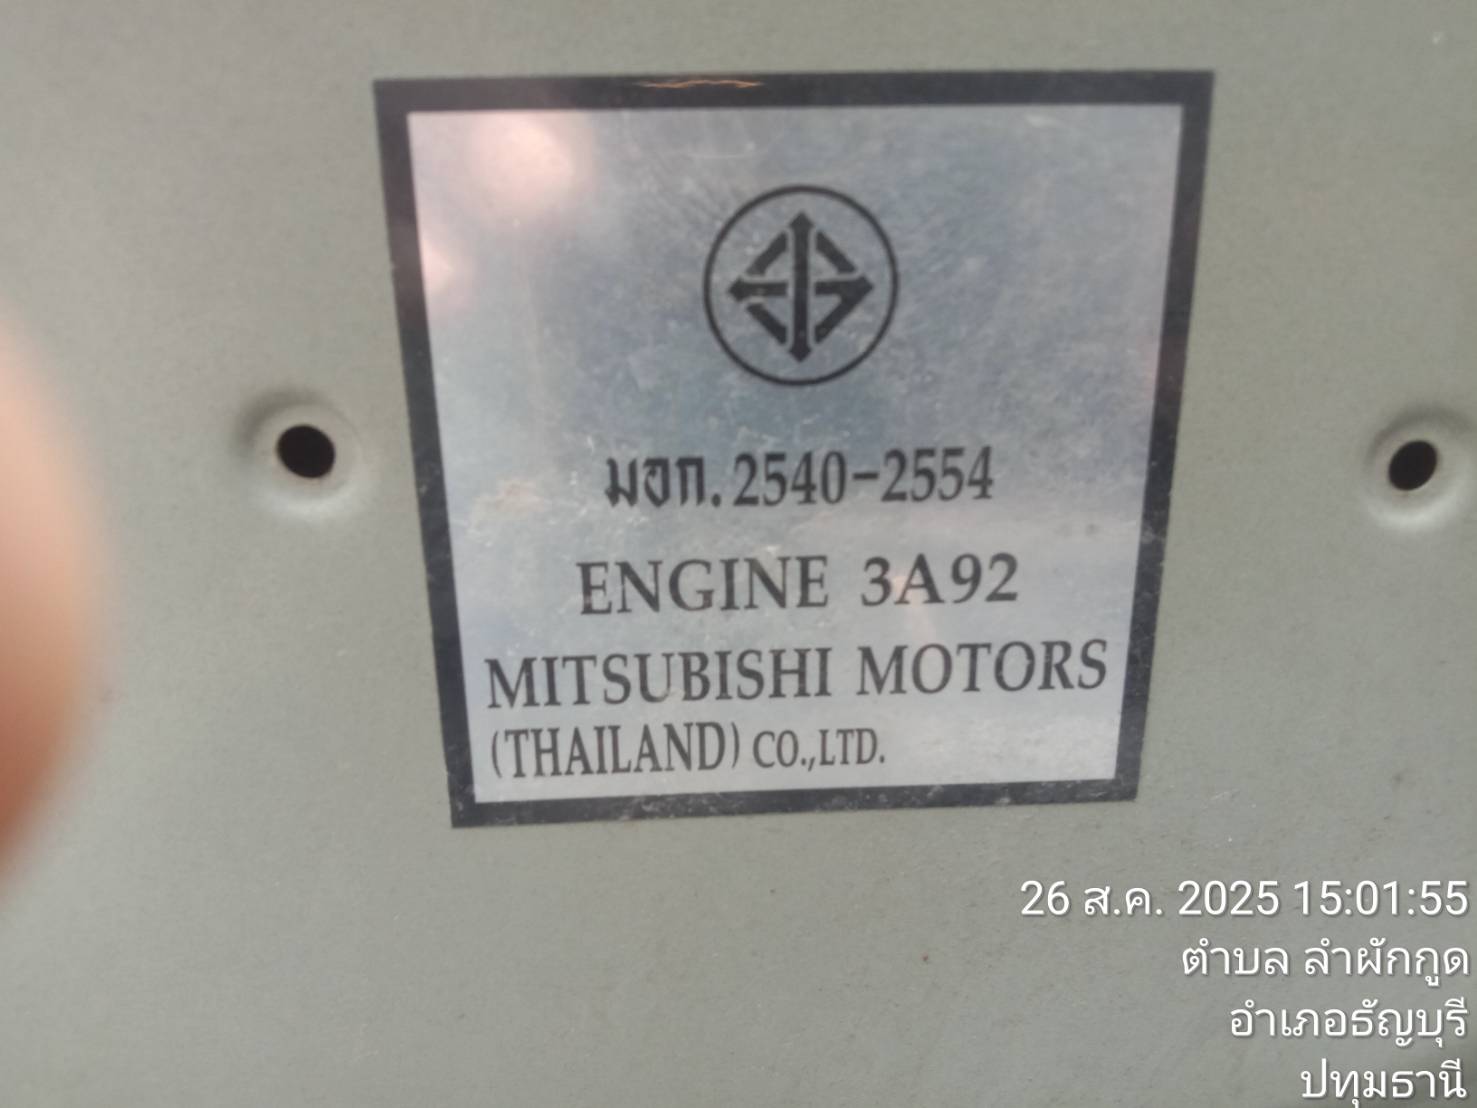 มอก. 2540-2554
ENGINE 3A92
MITSUBISHI MOTORS
(THAILAND) CO.,LTD.
26 ส.ค. 2025 15:01:55
ตำบล ลำผักกูด
อำเภอธัญบุรี
ปทุมธานี